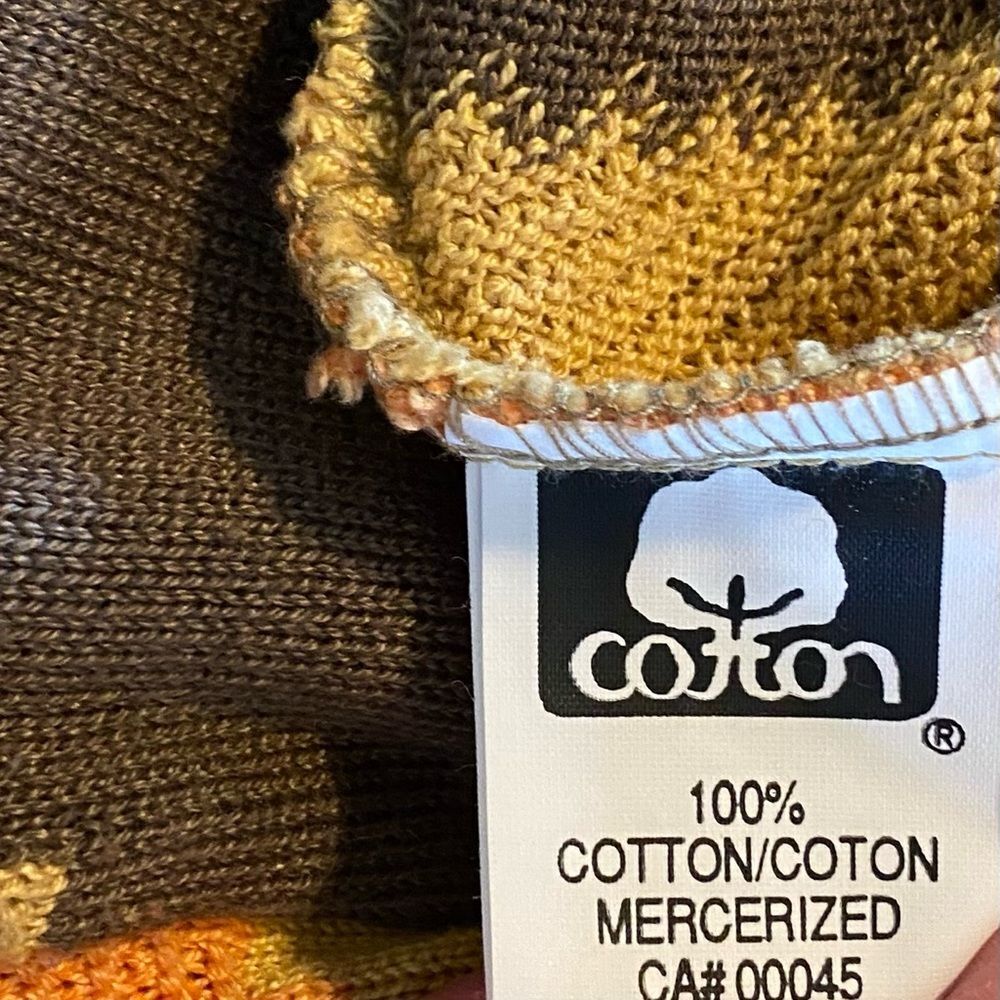 cotton
®
100%
COTTON/COTON
MERCERIZED
CA# 00045